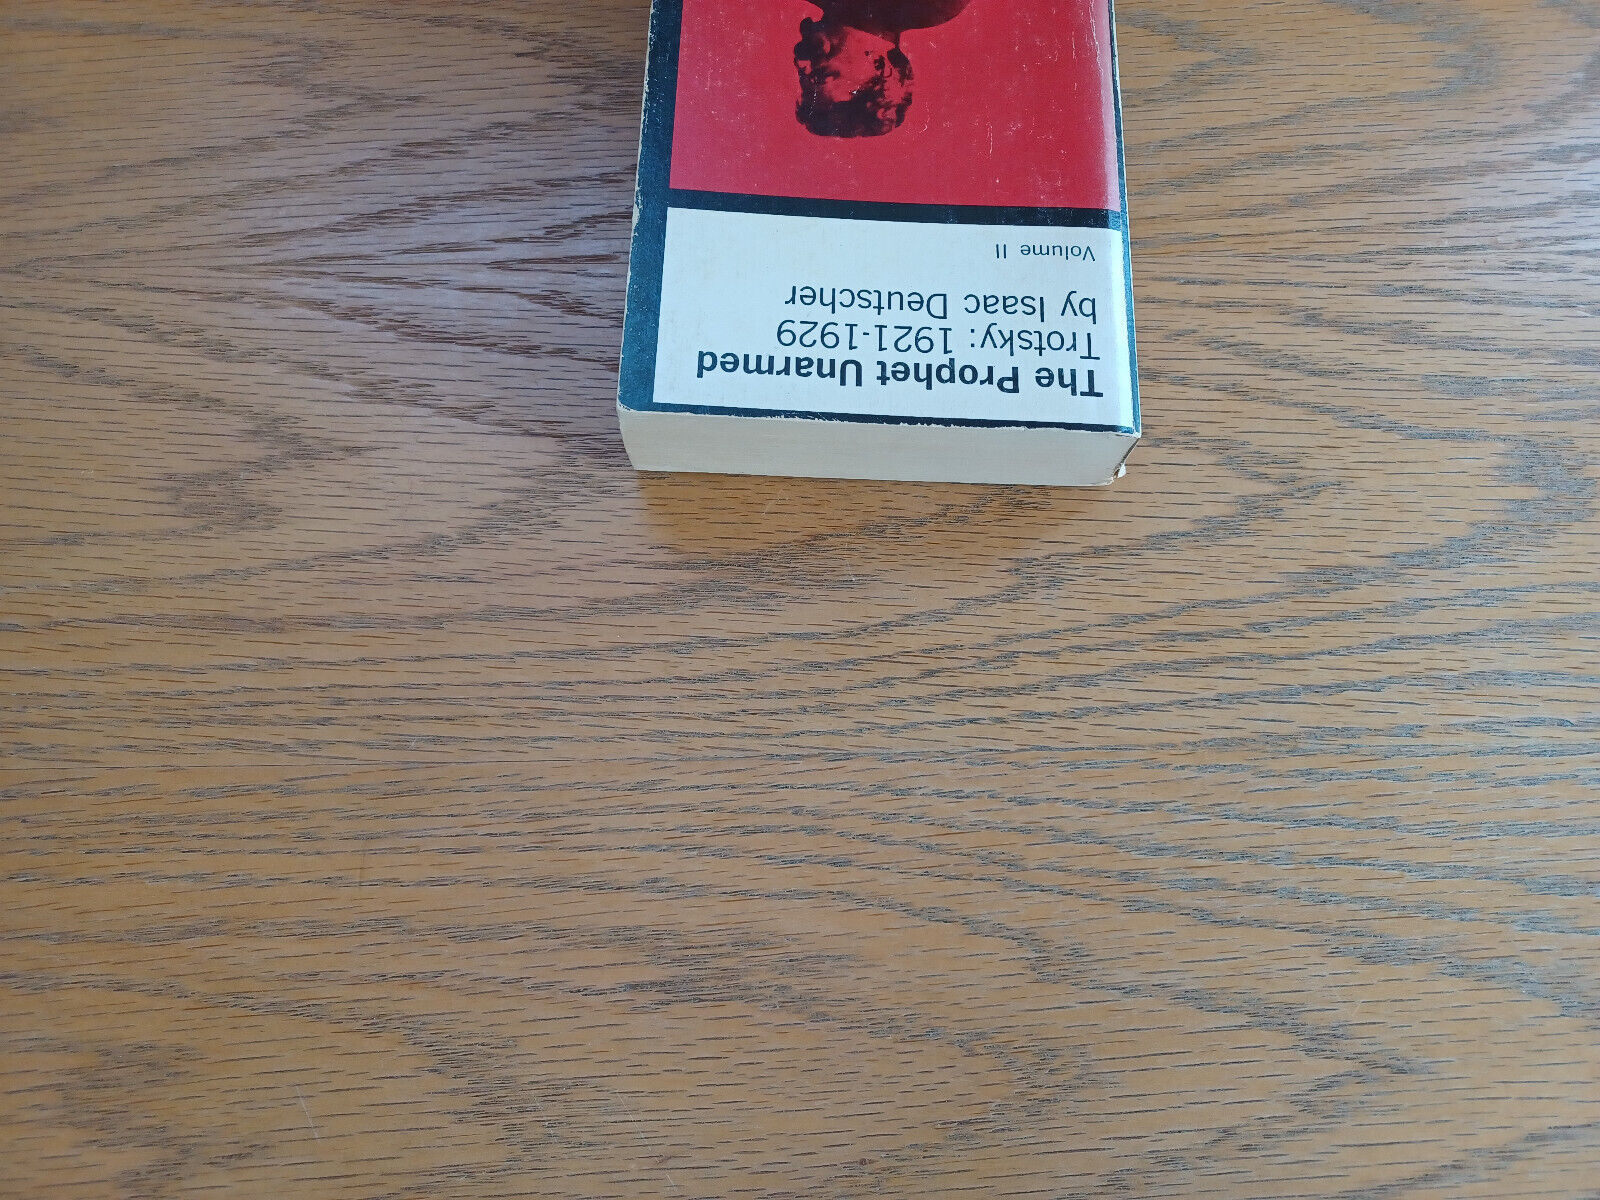 The Prophet Unarmed
Trotsky: 1921-1929
by Isaac Deutscher
Volume II